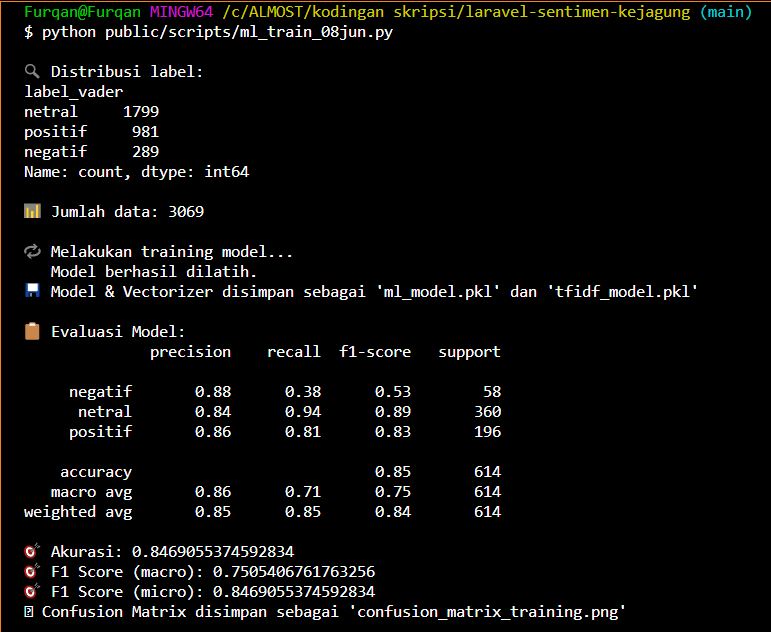 Furqan@Furqan MINGW64 /c/ALMOST/kodingan skripsi/laravel-sentimen-kejagung (main)
$ python public/scripts/ml_train_08jun.py
🔍 Distribusi label:
label_vader
netral     1799
positif     981
negatif     289
Name: count, dtype: int64
📊 Jumlah data: 3069
🔁 Melakukan training model...
Model berhasil dilatih.
💾 Model & Vectorizer disimpan sebagai 'ml_model.pkl' dan 'tfidf_model.pkl'
📋 Evaluasi Model:
              precision    recall  f1-score   support
     negatif       0.88      0.38      0.53        58
      netral       0.84      0.94      0.89       360
     positif       0.86      0.81      0.83       196
    accuracy                           0.85       614
   macro avg       0.86      0.71      0.75       614
weighted avg       0.85      0.85      0.84       614
🎯 Akurasi: 0.8469055374592834
🎯 F1 Score (macro): 0.7505406761763256
🎯 F1 Score (micro): 0.8469055374592834
Confusion Matrix disimpan sebagai 'confusion_matrix_training.png'